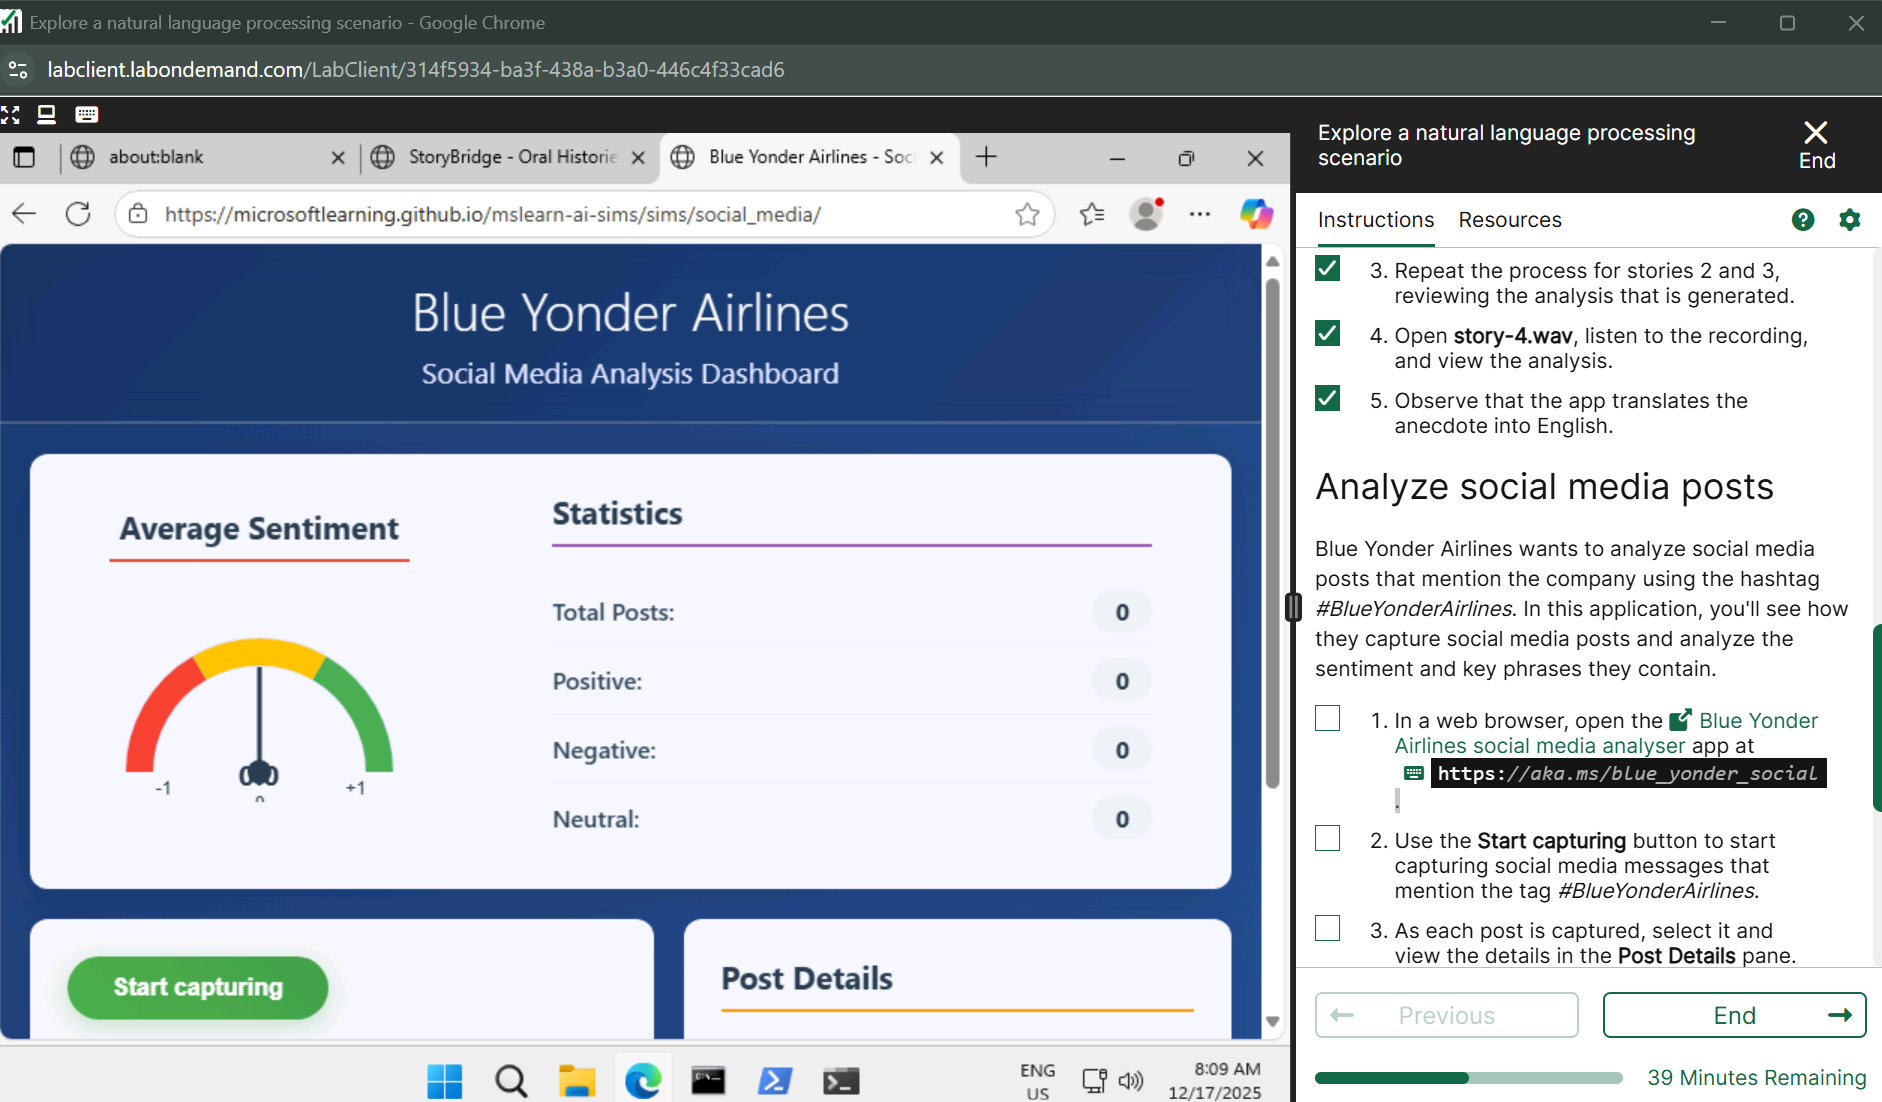 Explore a natural language processing scenario - Google Chrome
labclient.labondemand.com/LabClient/314f5934-ba3f-438a-b3a0-446c4f33cad6
about:blank
StoryBridge - Oral Historie
Blue Yonder Airlines - Soci
https://microsoftlearning.github.io/mslearn-ai-sims/sims/social_media/
Blue Yonder Airlines
Social Media Analysis Dashboard
Average Sentiment
-1
0
+1
Statistics
Total Posts: 0
Positive: 0
Negative: 0
Neutral: 0
Start capturing
Post Details
ENG
US
8:09 AM
12/17/2025
Explore a natural language processing
scenario
End
Instructions
Resources
3. Repeat the process for stories 2 and 3,
reviewing the analysis that is generated.
4. Open story-4.wav, listen to the recording,
and view the analysis.
5. Observe that the app translates the
anecdote into English.
Analyze social media posts
Blue Yonder Airlines wants to analyze social media
posts that mention the company using the hashtag
#BlueYonderAirlines. In this application, you'll see how
they capture social media posts and analyze the
sentiment and key phrases they contain.
1. In a web browser, open the Blue Yonder
Airlines social media analyser app at
https://aka.ms/blue_yonder_social
.
2. Use the Start capturing button to start
capturing social media messages that
mention the tag #BlueYonderAirlines.
3. As each post is captured, select it and
view the details in the Post Details pane.
Previous
End
39 Minutes Remaining